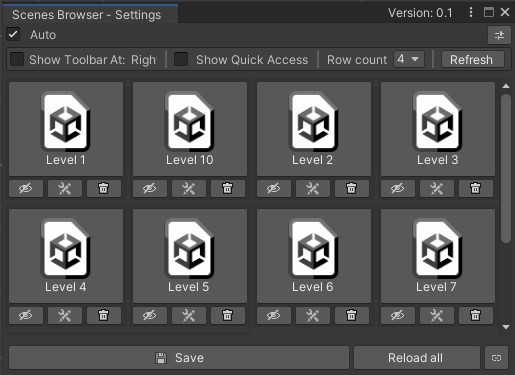 Scenes Browser - Settings Version: 0.1
Auto
Show Toolbar At: Righ Show Quick Access Row count 4 Refresh
Level 1 Level 10 Level 2 Level 3
Level 4 Level 5 Level 6 Level 7
Save Reload all